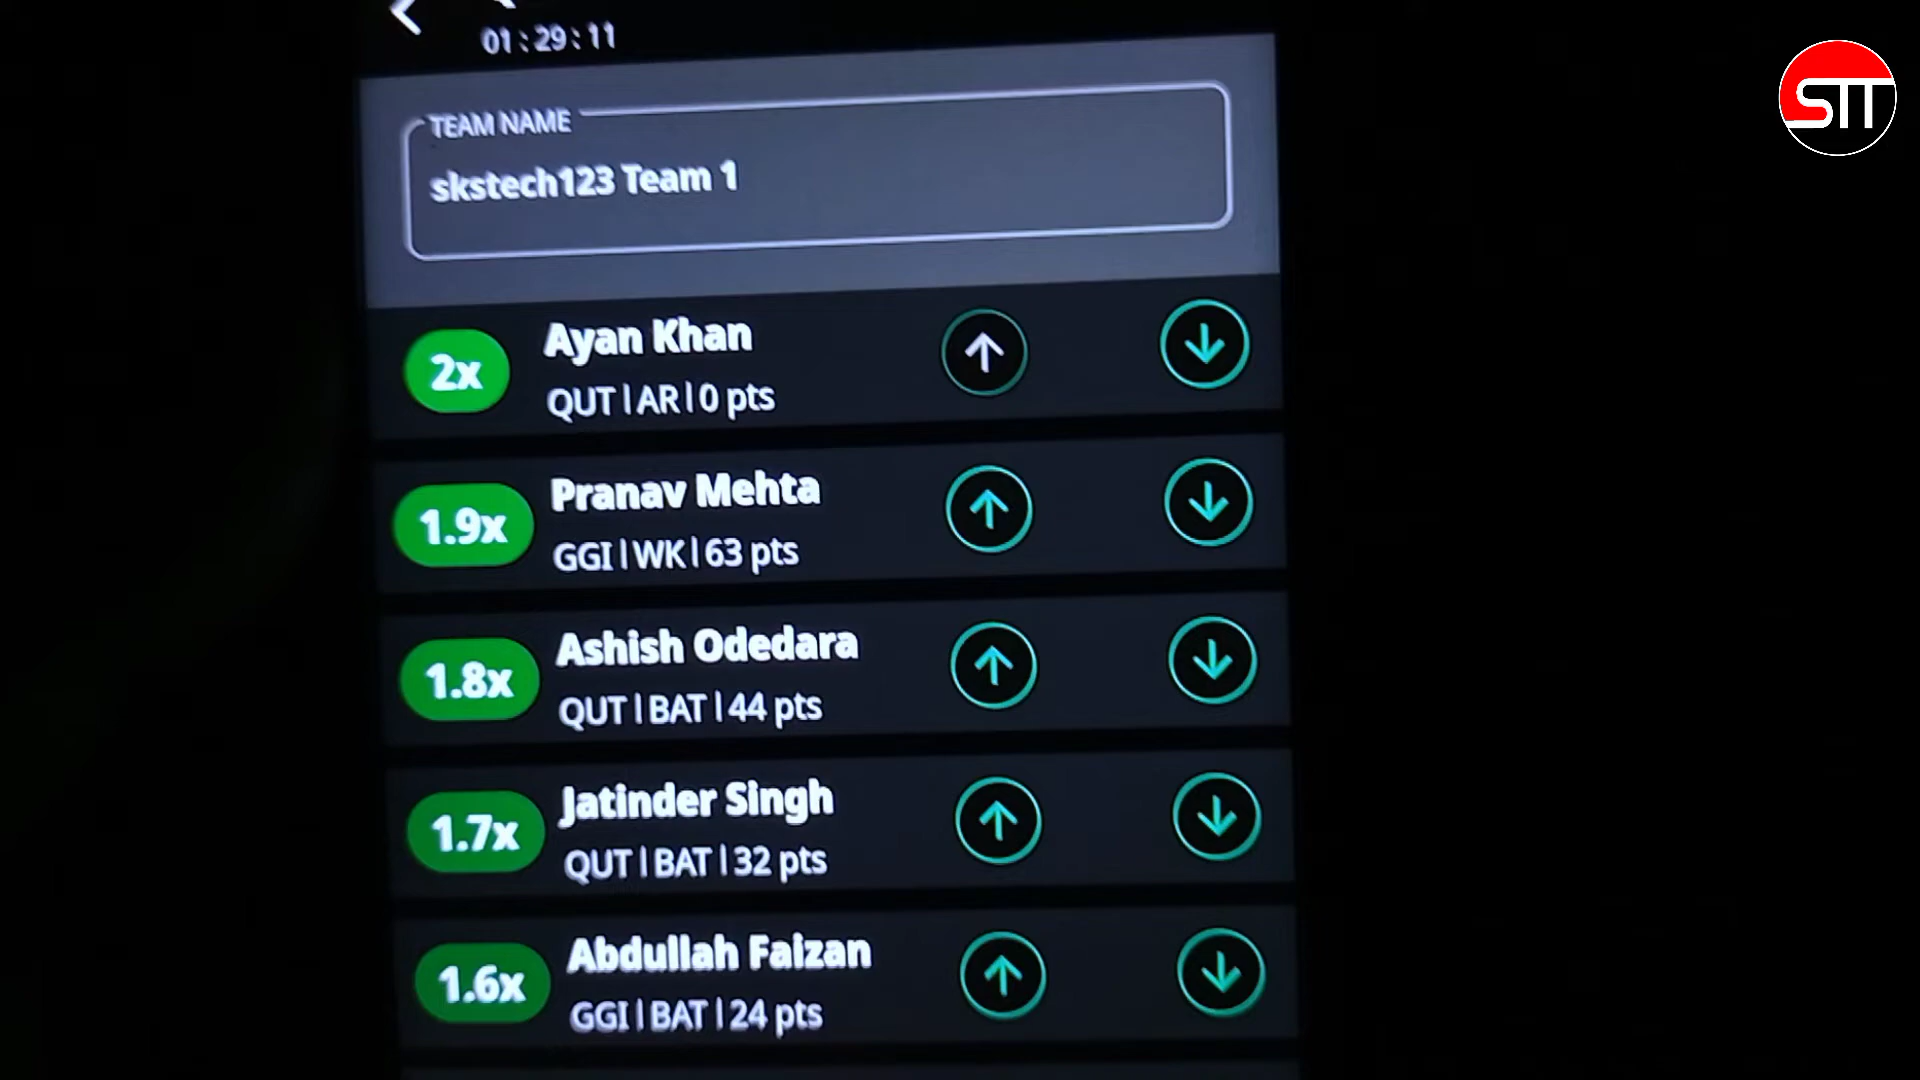 01:29:11
STT
TEAM NAME
skstech123 Team 1
2x
Ayan Khan
QUT | AR | 0 pts
1.9x
Pranav Mehta
GGI | WK | 63 pts
1.8x
Ashish Odedara
QUT | BAT | 44 pts
1.7x
Jatinder Singh
QUT | BAT | 32 pts
1.6x
Abdullah Faizan
GGI | BAT | 24 pts